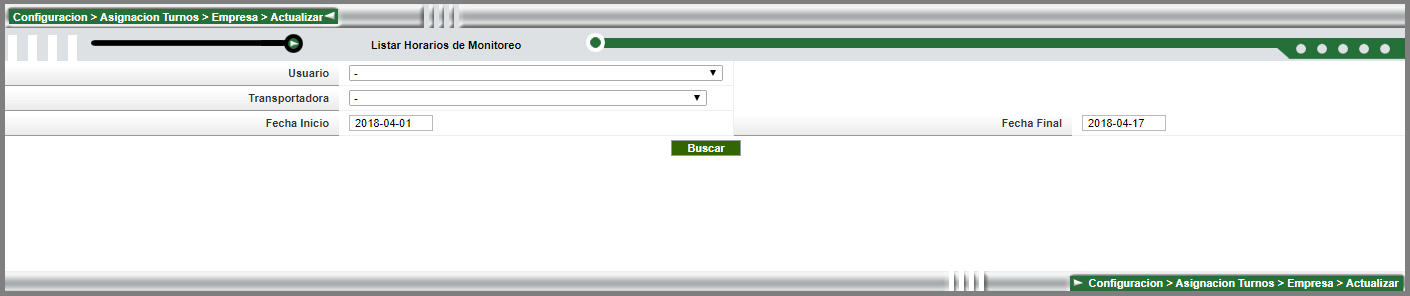 Configuracion > Asignacion Turnos > Empresa > Actualizar
Listar Horarios de Monitoreo
Usuario -
Transportadora -
Fecha Inicio 2018-04-01 Fecha Final 2018-04-17
Buscar
Configuracion > Asignacion Turnos > Empresa > Actualizar